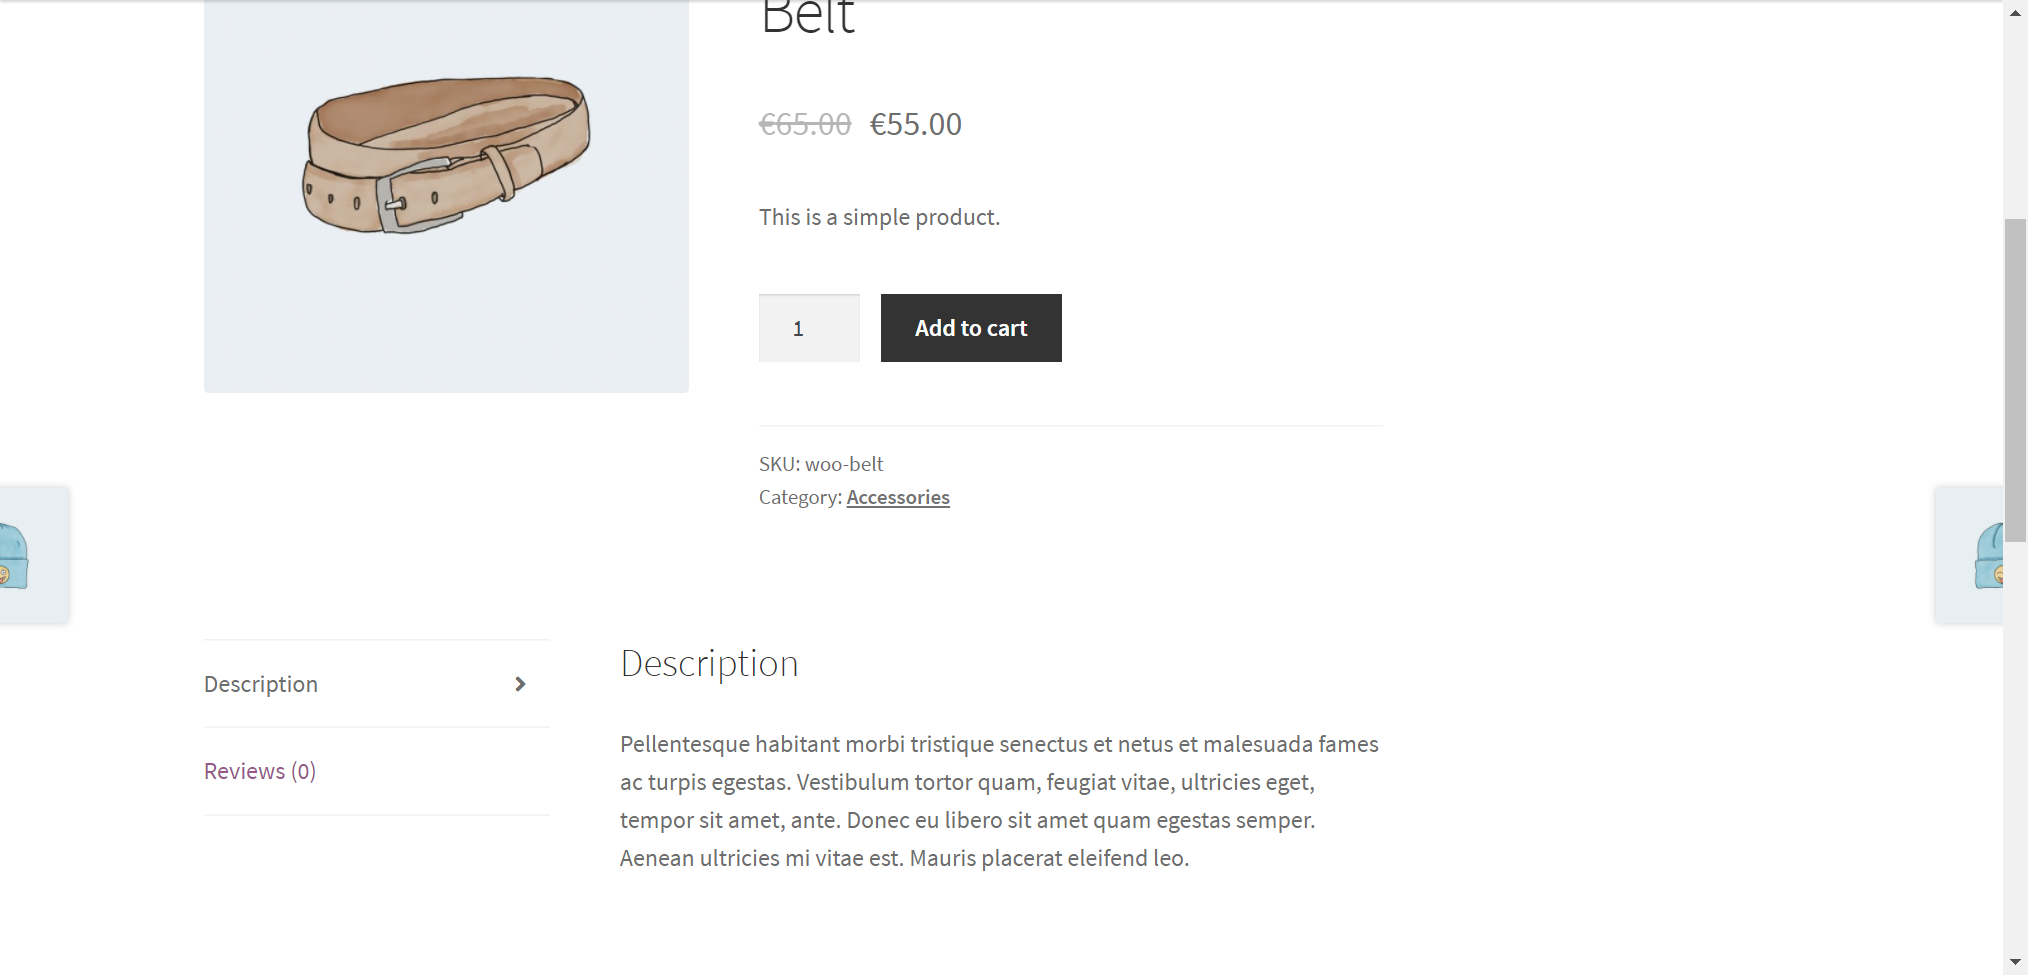 Belt
€65.00 €55.00
This is a simple product.
1
Add to cart
SKU: woo-belt
Category: Accessories
Description
Reviews (0)
Description
Pellentesque habitant morbi tristique senectus et netus et malesuada fames
ac turpis egestas. Vestibulum tortor quam, feugiat vitae, ultricies eget,
tempor sit amet, ante. Donec eu libero sit amet quam egestas semper.
Aenean ultricies mi vitae est. Mauris placerat eleifend leo.